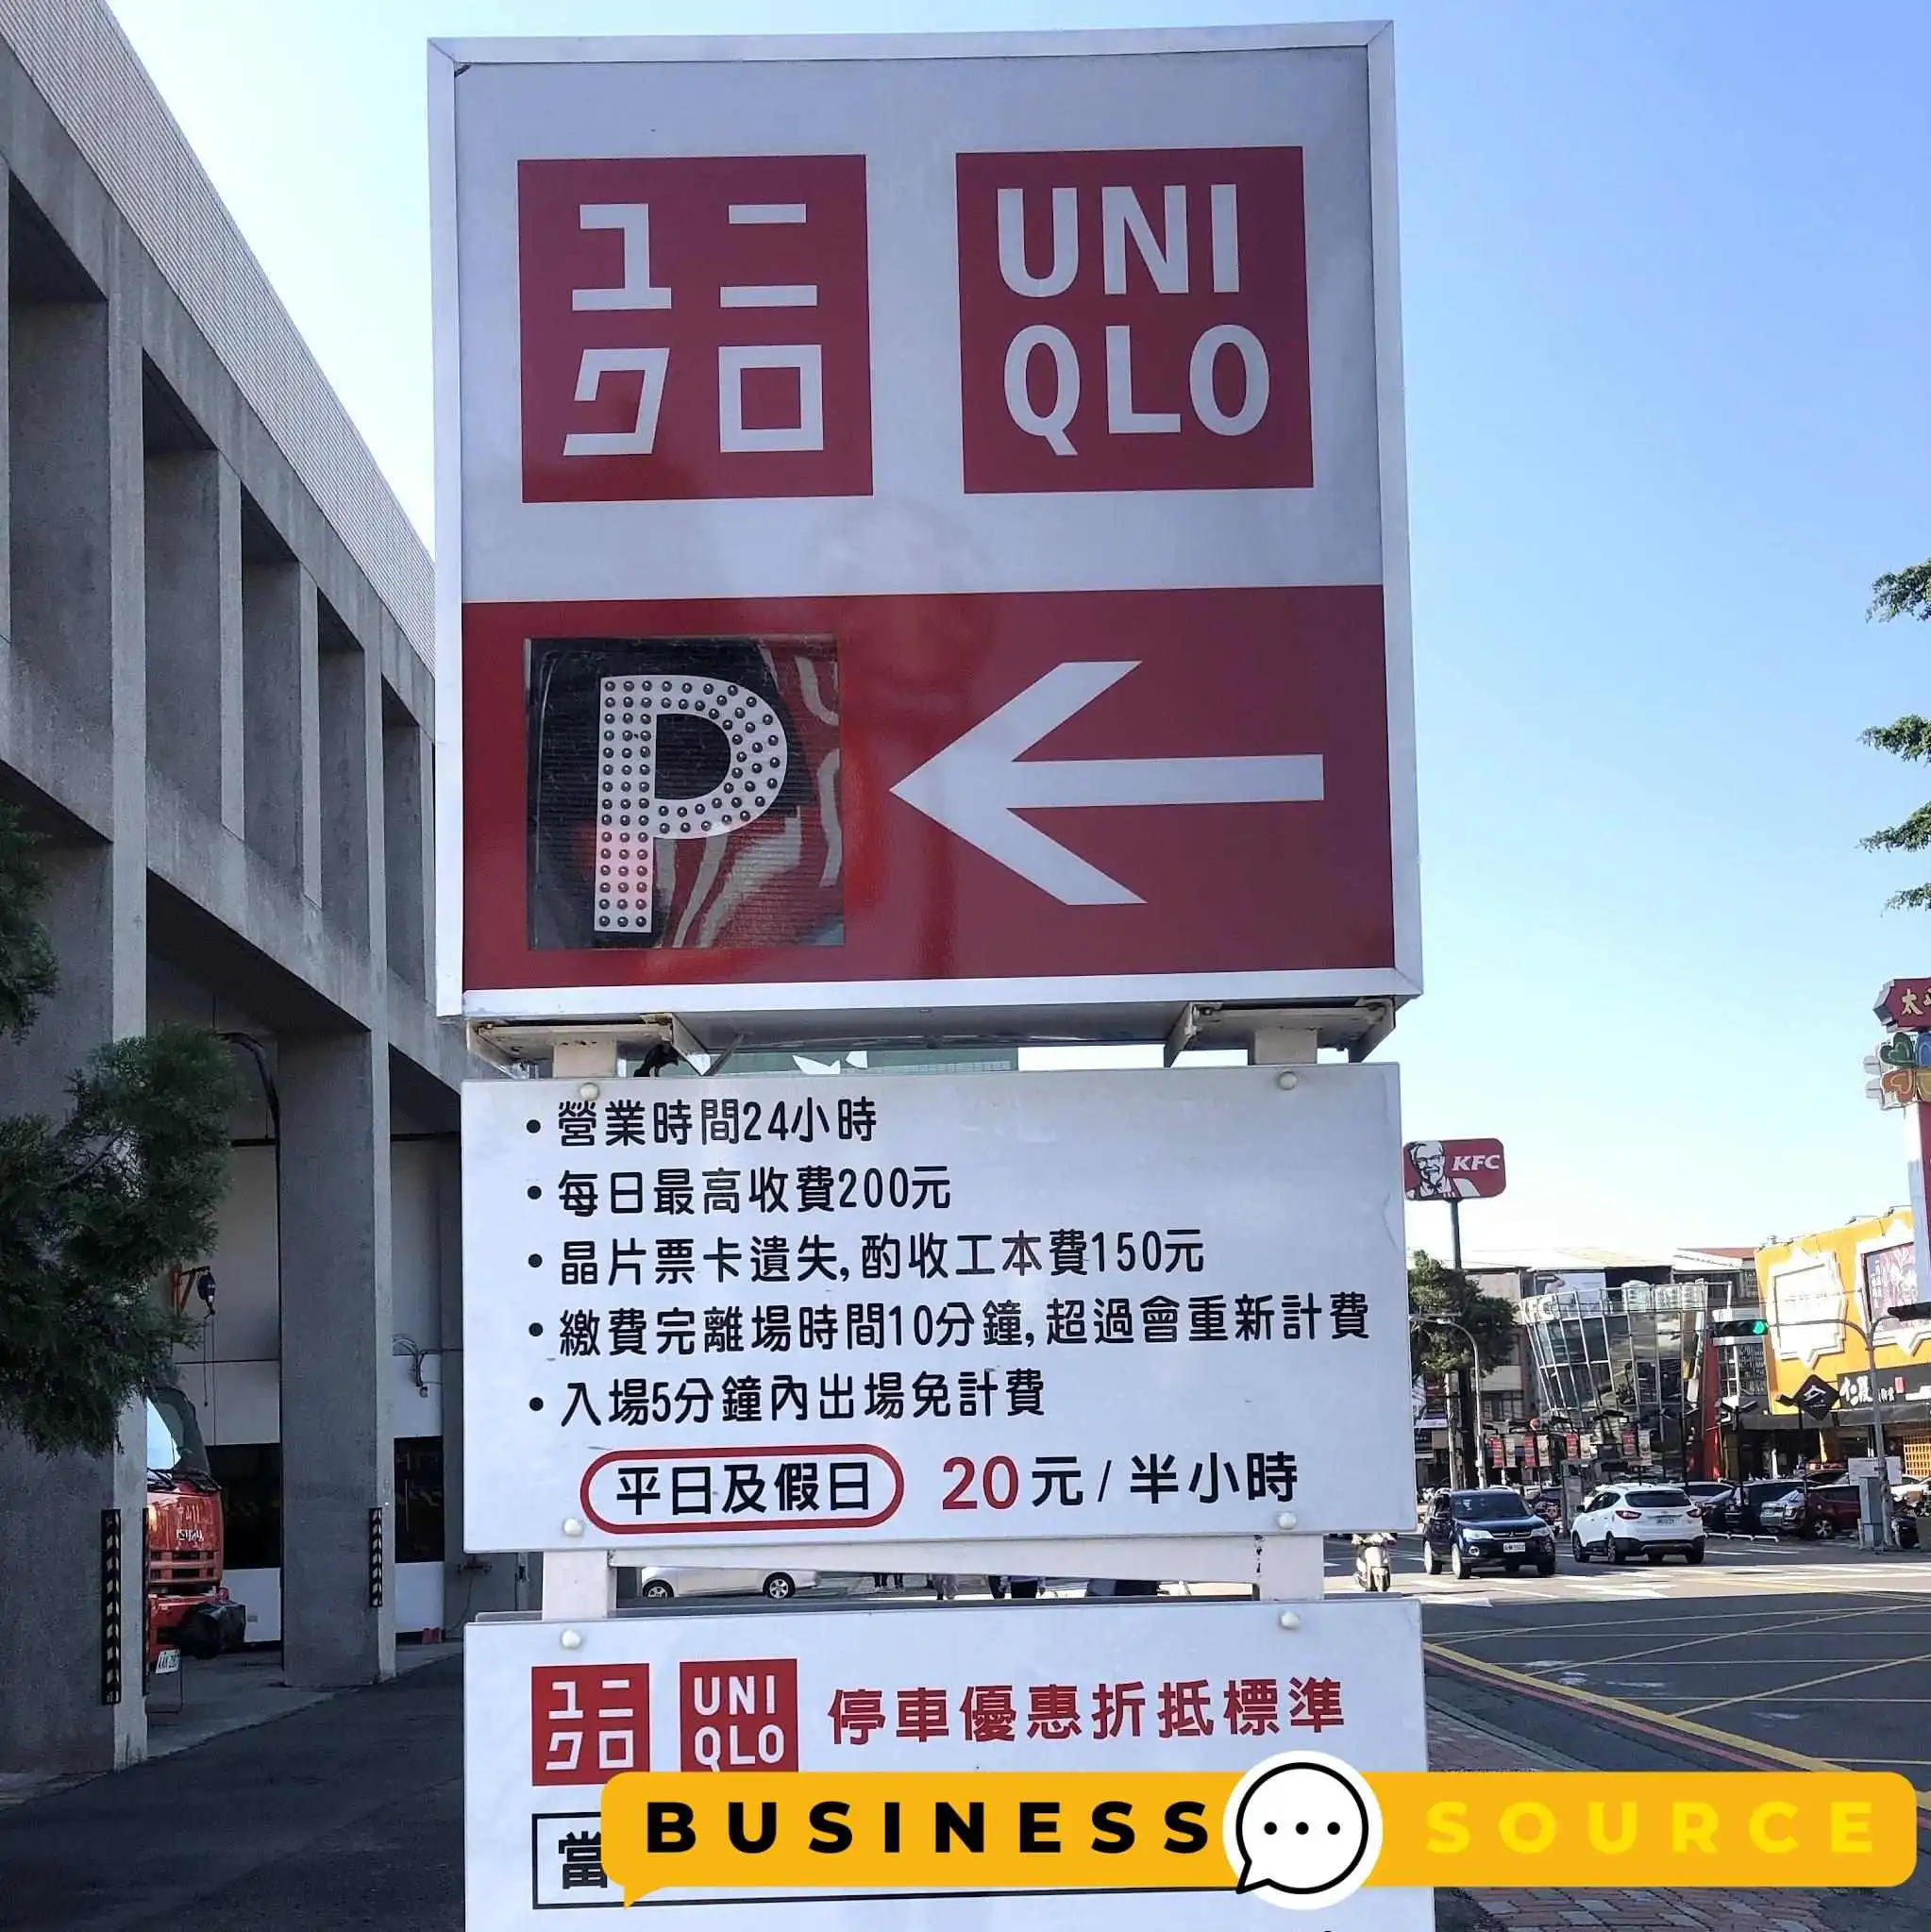 ユニ
クロ
UNI
QLO
P
• 營業時間24小時
• 每日最高收費200元
• 晶片票卡遺失,酌收工本費150元
• 繳費完離場時間10分鐘,超過會重新計費
• 入場5分鐘內出場免計費
平日及假日 20元/半小時
ユニ
クロ
UNI
QLO
停車優惠折抵標準
當
BUSINESS SOURCE
KFC
ISUZU
太